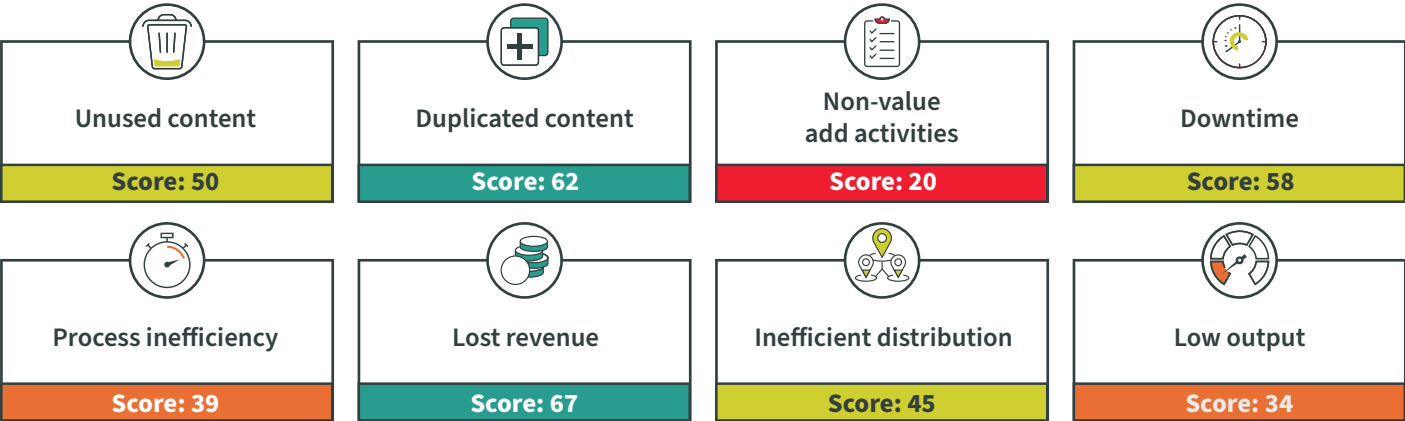 Unused content
Score: 50
Duplicated content
Score: 62
Non-value
add activities
Score: 20
Downtime
Score: 58
Process inefficiency
Score: 39
Lost revenue
Score: 67
Inefficient distribution
Score: 45
Low output
Score: 34